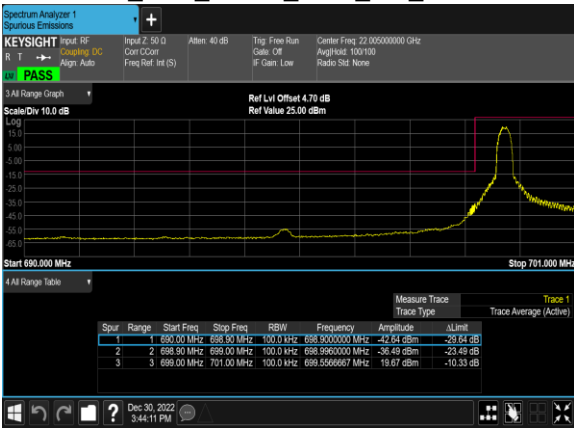 Spectrum Analyzer 1
Spurious Emissions
KEYSIGHT
R T
LXI
PASS
Input: RF
Coupling: DC
Align: Auto
Input Z: 50 Ω
Corr CCorr
Freq Ref: Int (S)
Atten: 40 dB
Trig: Free Run
Gate: Off
IF Gain: Low
Center Freq: 22.005000000 GHz
Avg|Hold: 100/100
Radio Std: None
3 All Range Graph
Scale/Div 10.0 dB
Ref Lvl Offset 4.70 dB
Ref Value 25.00 dBm
Log
15.0
5.00
-5.00
-15.0
-25.0
-35.0
-45.0
-55.0
-65.0
Start 690.000 MHz
Stop 701.000 MHz
4 All Range Table
Measure Trace Trace 1
Trace Type Trace Average (Active)
Spur Range Start Freq Stop Freq RBW Frequency Amplitude ΔLimit
1 1 690.00 MHz 698.90 MHz 100.0 kHz 698.9000000 MHz -42.64 dBm -29.64 dB
2 2 698.90 MHz 699.00 MHz 100.0 kHz 698.9960000 MHz -36.49 dBm -23.49 dB
3 3 699.00 MHz 701.00 MHz 100.0 kHz 699.5566667 MHz 19.67 dBm -10.33 dB
?
Dec 30, 2022
3:44:11 PM